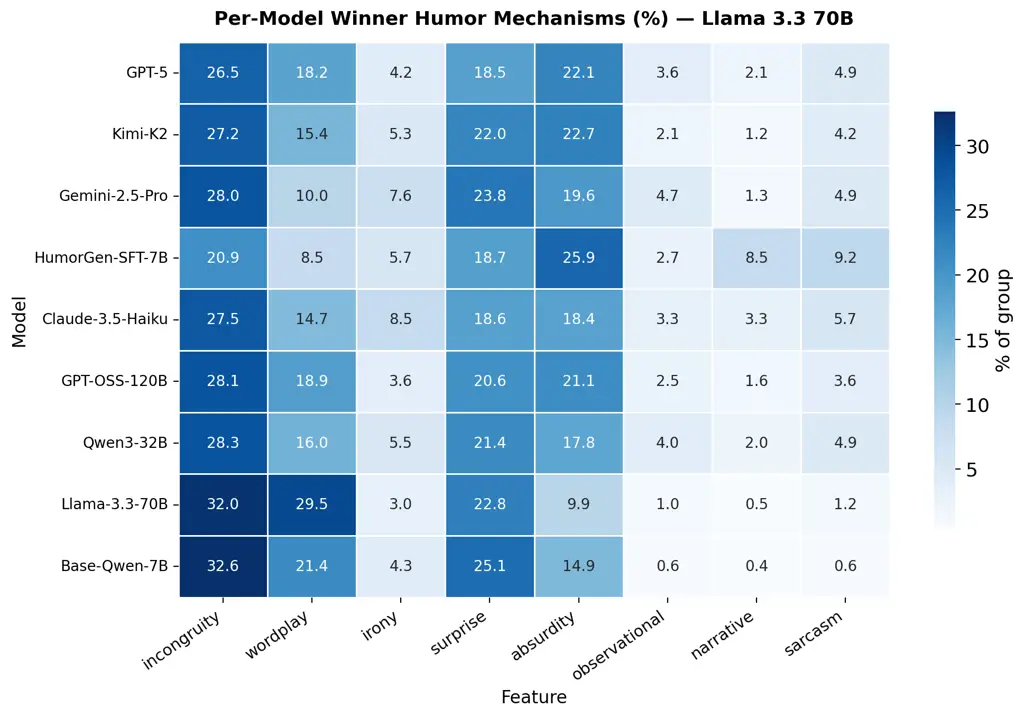 Per-Model Winner Humor Mechanisms (%) — Llama 3.3 70B
GPT-5 26.5 18.2 4.2 18.5 22.1 3.6 2.1 4.9
Kimi-K2 27.2 15.4 5.3 22.0 22.7 2.1 1.2 4.2
Gemini-2.5-Pro 28.0 10.0 7.6 23.8 19.6 4.7 1.3 4.9
HumorGen-SFT-7B 20.9 8.5 5.7 18.7 25.9 2.7 8.5 9.2
Claude-3.5-Haiku 27.5 14.7 8.5 18.6 18.4 3.3 3.3 5.7
GPT-OSS-120B 28.1 18.9 3.6 20.6 21.1 2.5 1.6 3.6
Qwen3-32B 28.3 16.0 5.5 21.4 17.8 4.0 2.0 4.9
Llama-3.3-70B 32.0 29.5 3.0 22.8 9.9 1.0 0.5 1.2
Base-Qwen-7B 32.6 21.4 4.3 25.1 14.9 0.6 0.4 0.6
incongruity wordplay irony surprise absurdity observational narrative sarcasm
Feature
Model
30
25
20
15
10
5
% of group